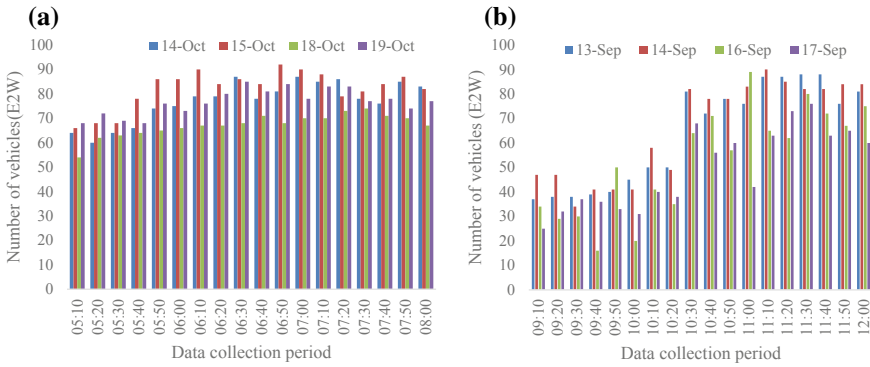 (a)
14-Oct 15-Oct 18-Oct 19-Oct
100
90
80
70
60
50
40
30
20
10
0
Number of vehicles(E2W)
05:10 05:20 05:30 05:40 05:50 06:00 06:10 06:20 06:30 06:40 06:50 07:00 07:10 07:20 07:30 07:40 07:50 08:00
Data collection period
(b)
13-Sep 14-Sep 16-Sep 17-Sep
100
90
80
70
60
50
40
30
20
10
0
Number of vehicles (E2W)
09:10 09:20 09:30 09:40 09:50 10:00 10:10 10:20 10:30 10:40 10:50 11:00 11:10 11:20 11:30 11:40 11:50 12:00
Data collection period